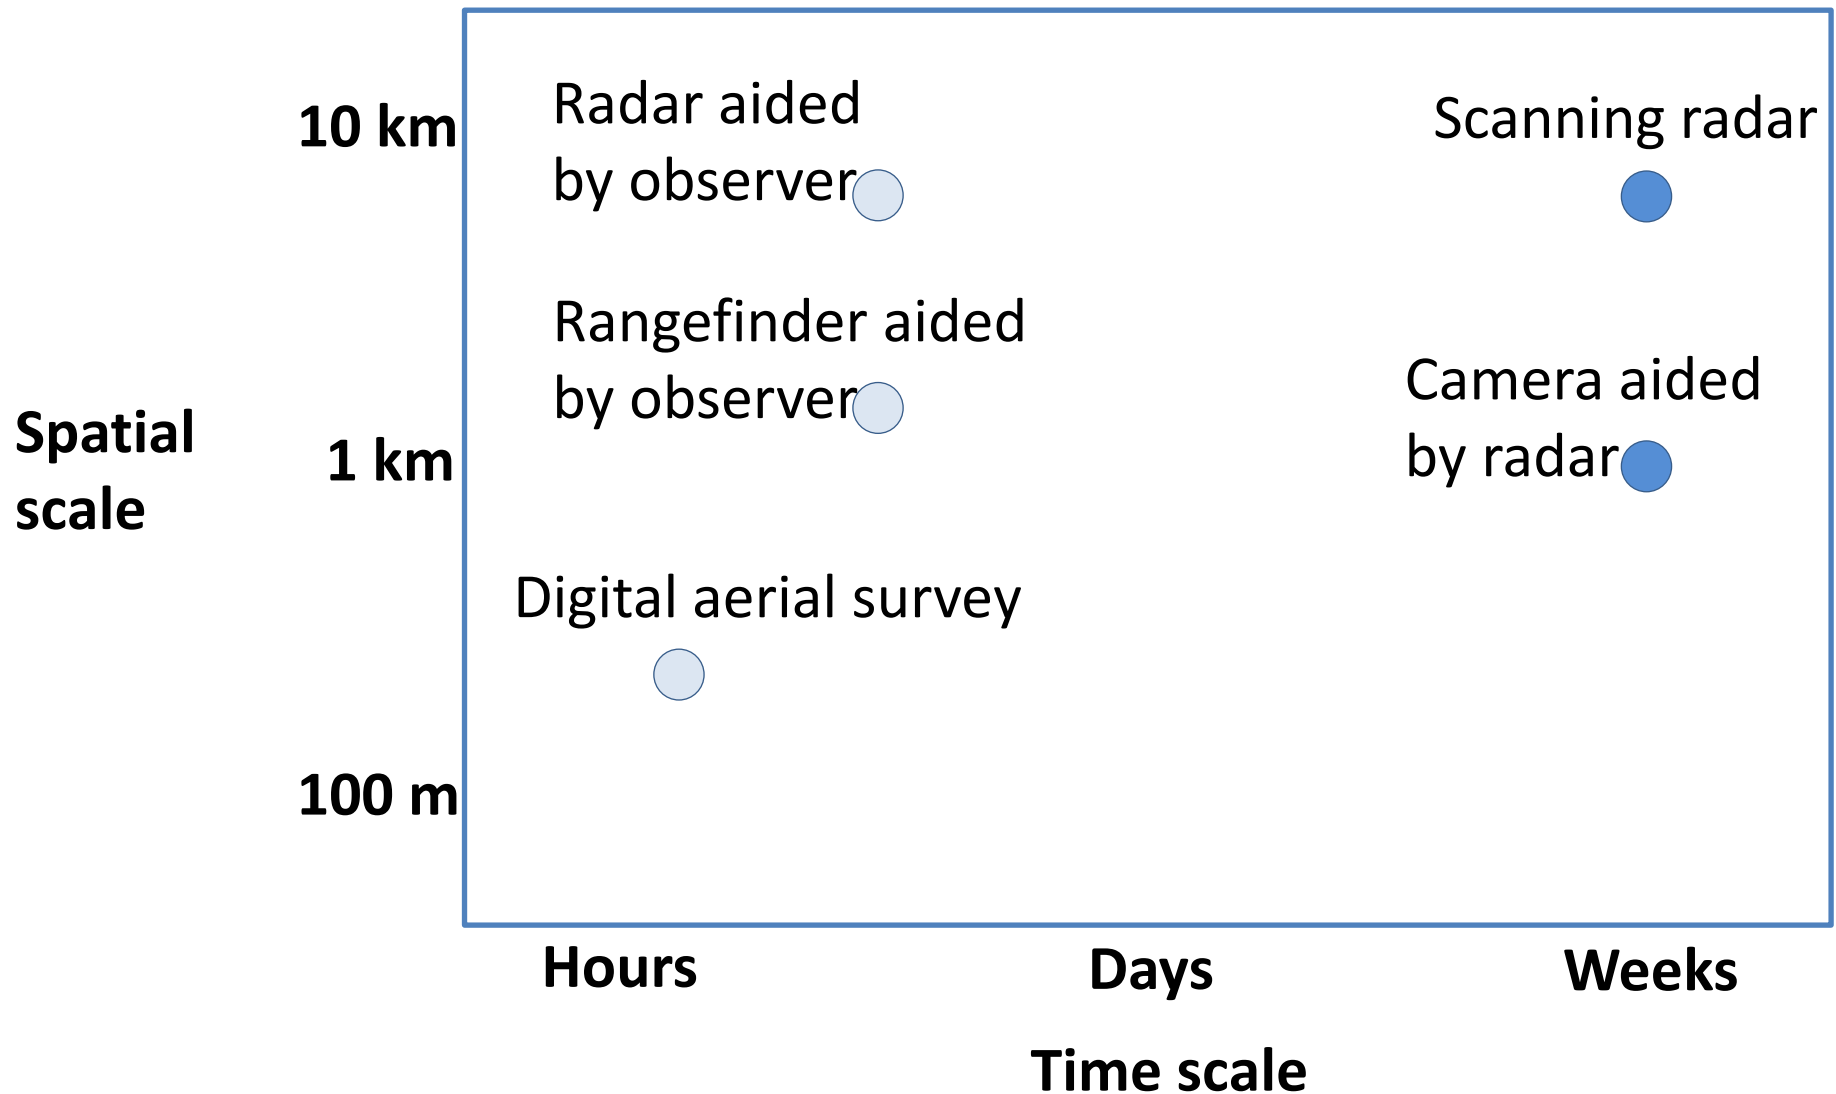 Radar aided
by observer
Scanning radar
10 km
Rangefinder aided
by observer
Camera aided
by radar
Spatial
scale
1 km
Digital aerial survey
100 m
Hours
Days
Weeks
Time scale